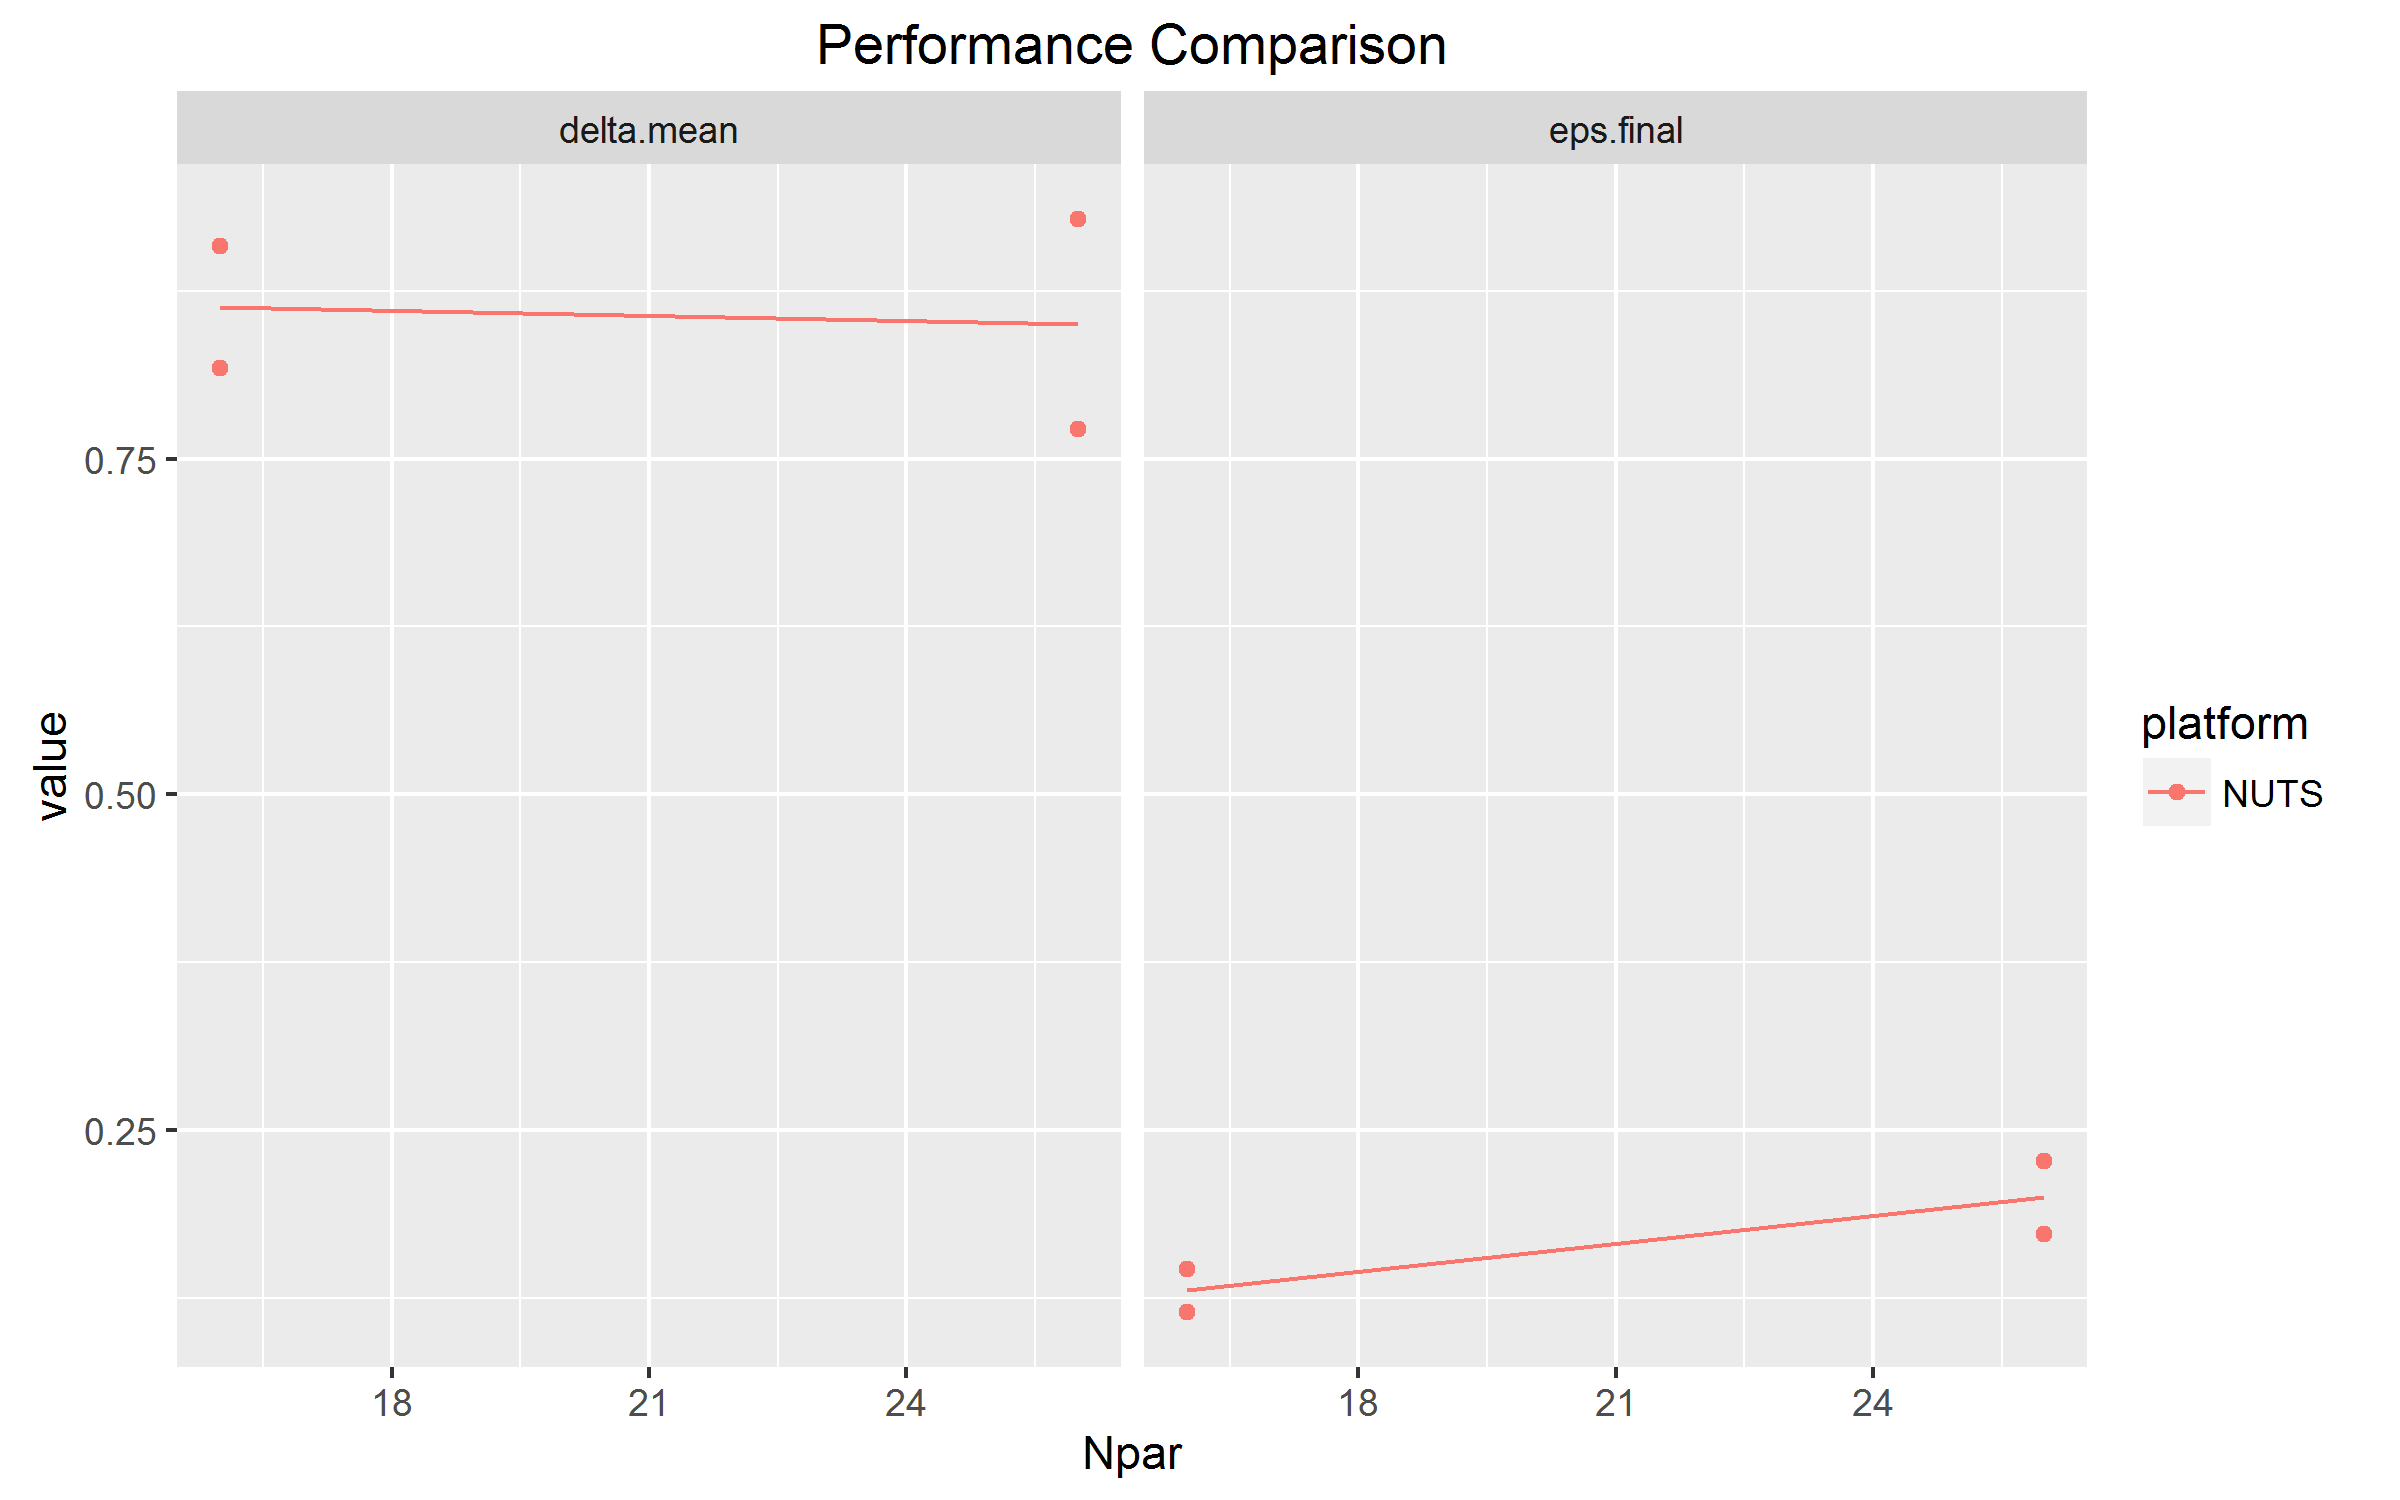 Performance Comparison
delta.mean
eps.final
0.75
0.50
0.25
value
18 21 24
18 21 24
Npar
platform
NUTS